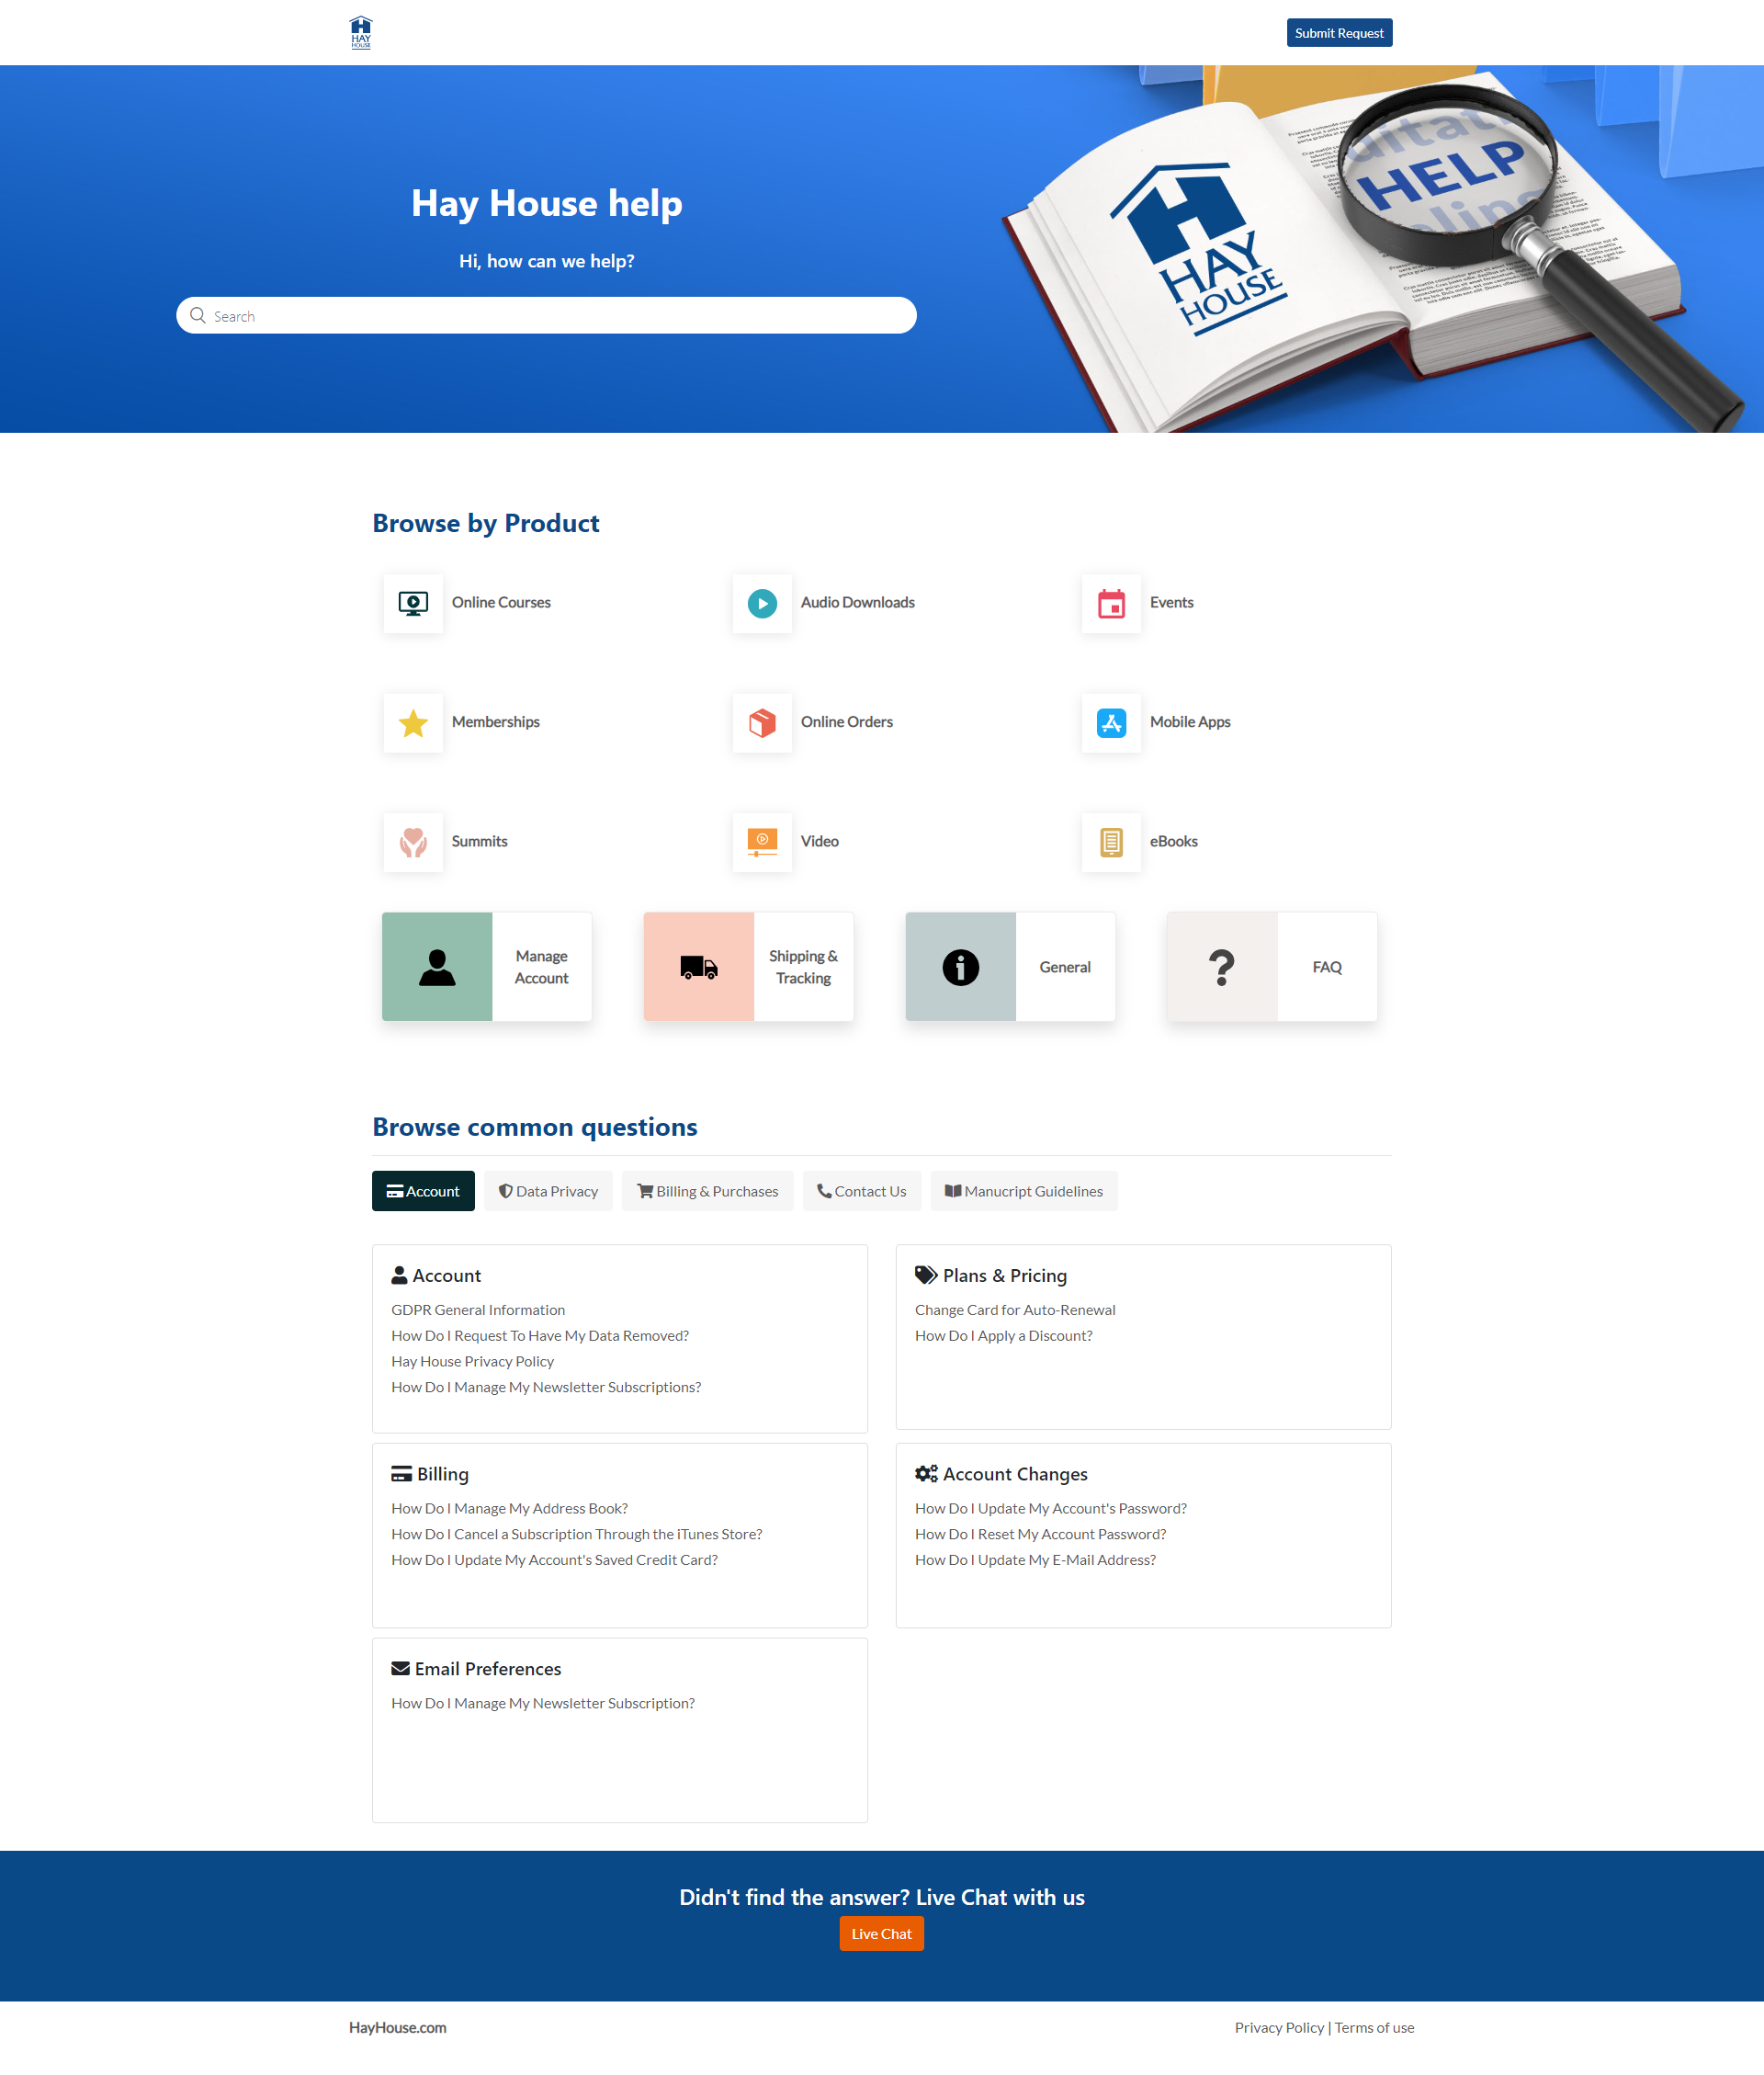 HAY
HOUSE
Submit Request
HAY
HOUSE
HELP
Hay House help
Hi, how can we help?
Search
Browse by Product
Online Courses
Audio Downloads
Events
Memberships
Online Orders
Mobile Apps
Summits
Video
eBooks
Manage
Account
Shipping &
Tracking
General
FAQ
Browse common questions
Account
Data Privacy
Billing & Purchases
Contact Us
Manucript Guidelines
Account
GDPR General Information
How Do I Request To Have My Data Removed?
Hay House Privacy Policy
How Do I Manage My Newsletter Subscriptions?
Plans & Pricing
Change Card for Auto-Renewal
How Do I Apply a Discount?
Billing
How Do I Manage My Address Book?
How Do I Cancel a Subscription Through the iTunes Store?
How Do I Update My Account's Saved Credit Card?
Account Changes
How Do I Update My Account's Password?
How Do I Reset My Account Password?
How Do I Update My E-Mail Address?
Email Preferences
How Do I Manage My Newsletter Subscription?
Didn't find the answer? Live Chat with us
Live Chat
HayHouse.com
Privacy Policy | Terms of use